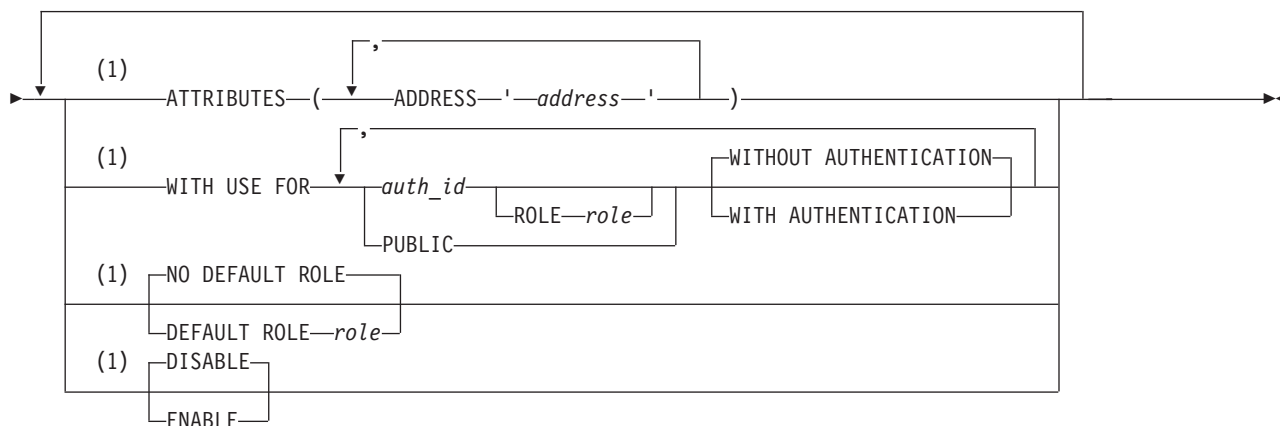 ,
(1)
ATTRIBUTES ( ADDRESS ' address ' )
,
(1)
WITHOUT AUTHENTICATION
WITH USE FOR auth_id
ROLE role
WITH AUTHENTICATION
PUBLIC
(1) NO DEFAULT ROLE
DEFAULT ROLE role
(1) DISABLE
ENABLE